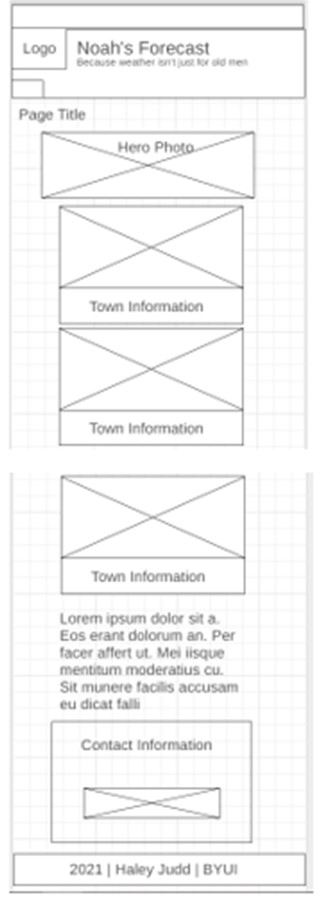 Logo
Noah's Forecast
Because weather isn't just for old men
Page Title
Hero Photo
Town Information
Town Information
Town Information
Lorem ipsum dolor sit a.
Eos erant dolorum an. Per
facer affert ut. Mei iisque
mentitum moderatius cu.
Sit munere facilis accusam
eu dicat falli
Contact Information
2021 | Haley Judd | BYUI